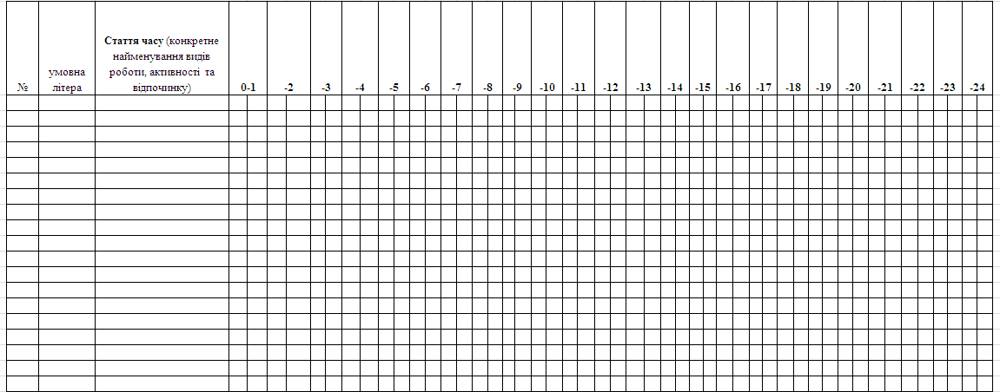 Стаття часу (конкретне
найменування видів
роботи, активності та
відпочинку)
умовна
літера
№
0-1 -2 -3 -4 -5 -6 -7 -8 -9 -10 -11 -12 -13 -14 -15 -16 -17 -18 -19 -20 -21 -22 -23 -24